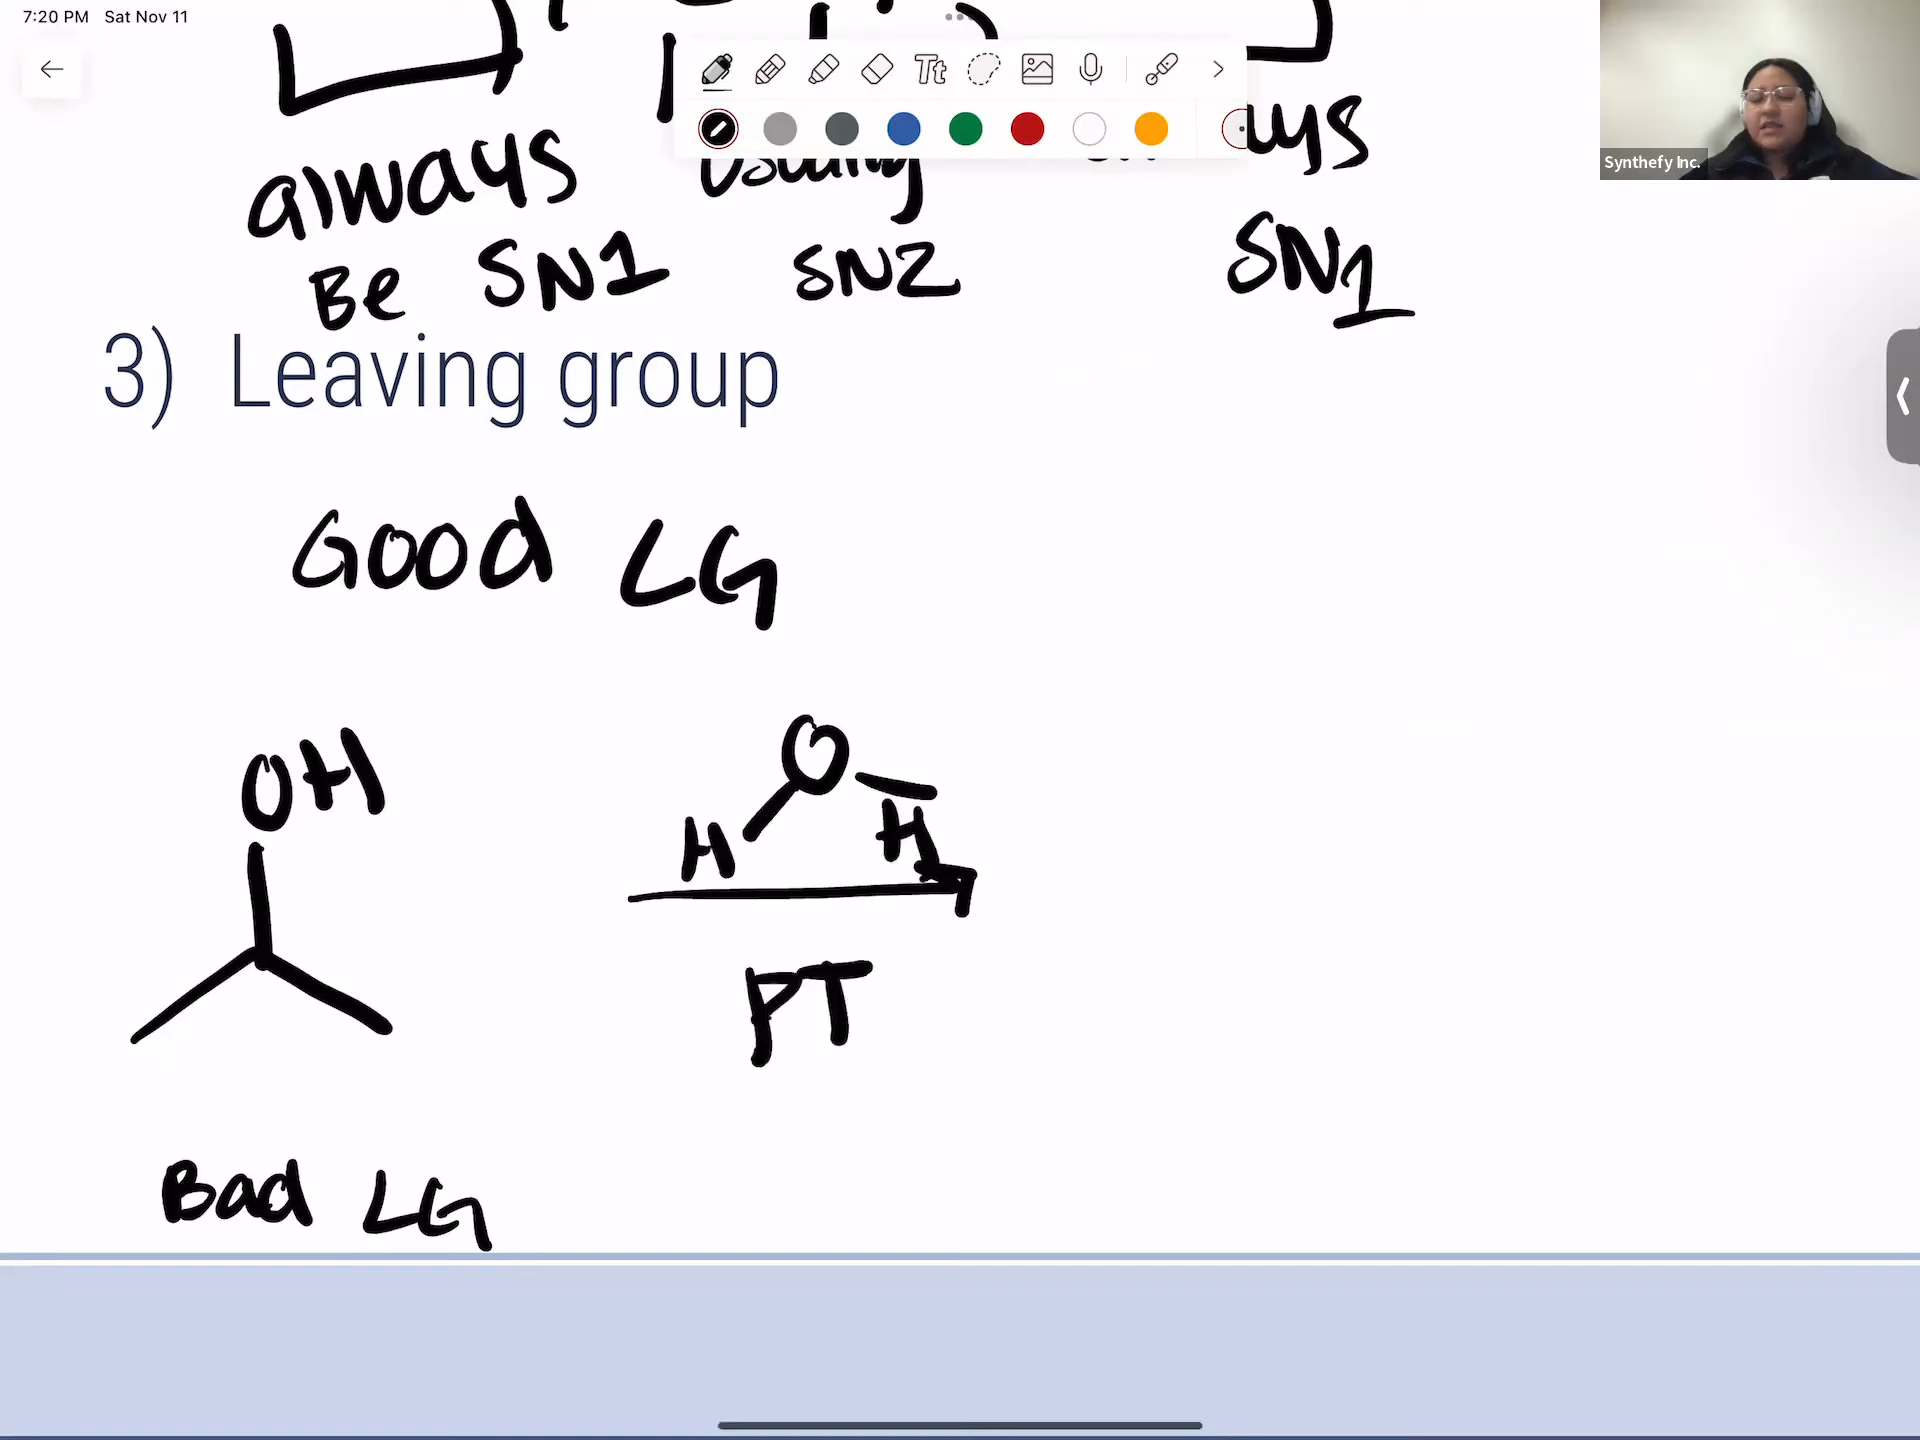 7:20 PM Sat Nov 11
Tt
Synthefy Inc.
always
Be SN1
SN2
SN1
3) Leaving group
Good LG
OH
O
H H
PT
Bad LG